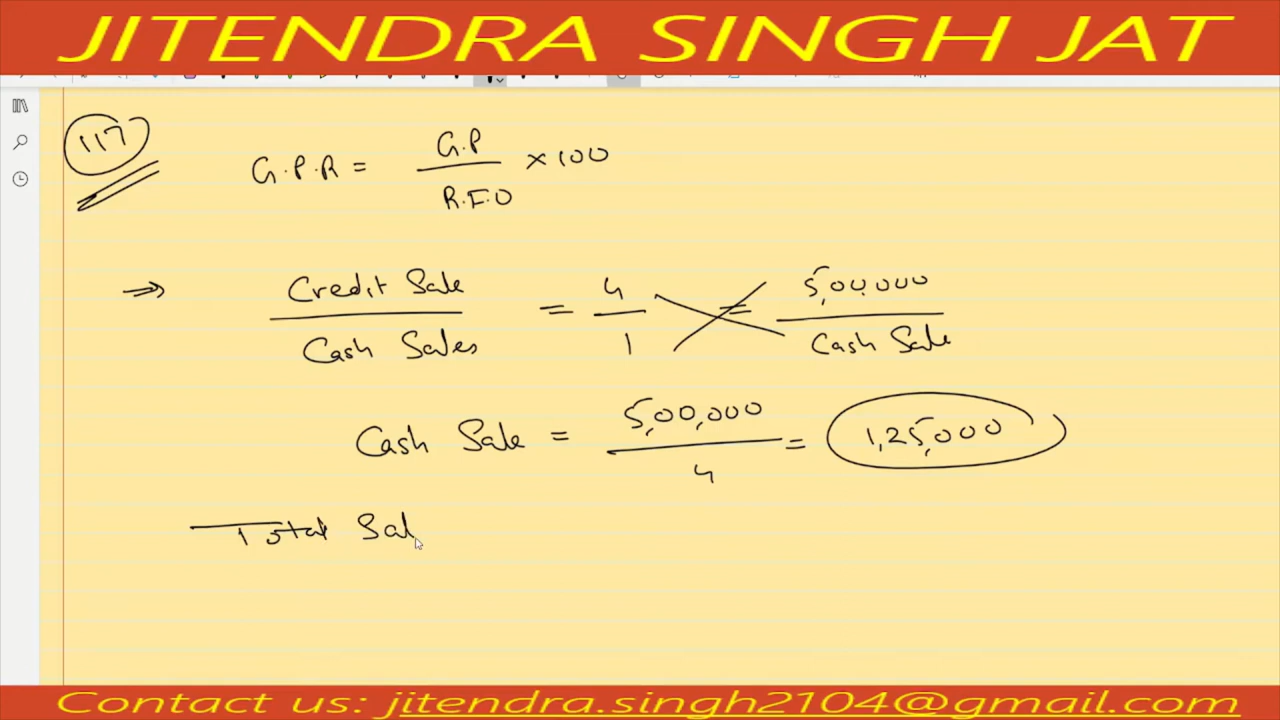 JITENDRA SINGH JAT
117
G.P.R = G.P / R.F.O × 100
⇒ Credit Sale / Cash Sales = 4 / 1 = 5,00,000 / Cash Sale
Cash Sale = 5,00,000 / 4 = 1,25,000
Total Sal
Contact us: jitendra.singh2104@gmail.com